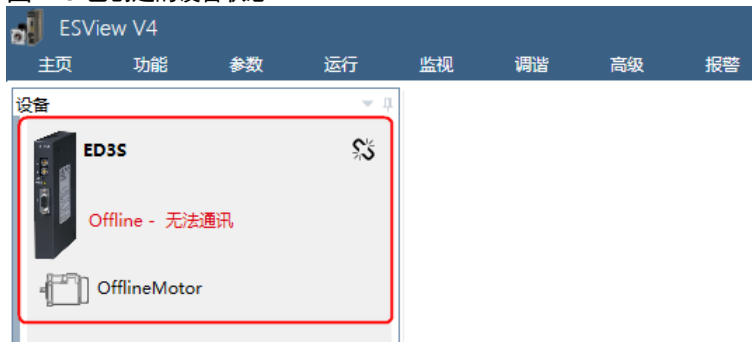 ESView V4
主页 功能 参数 运行 监视 调谐 高级 报警
设备
ED3S
Offline - 无法通讯
OfflineMotor